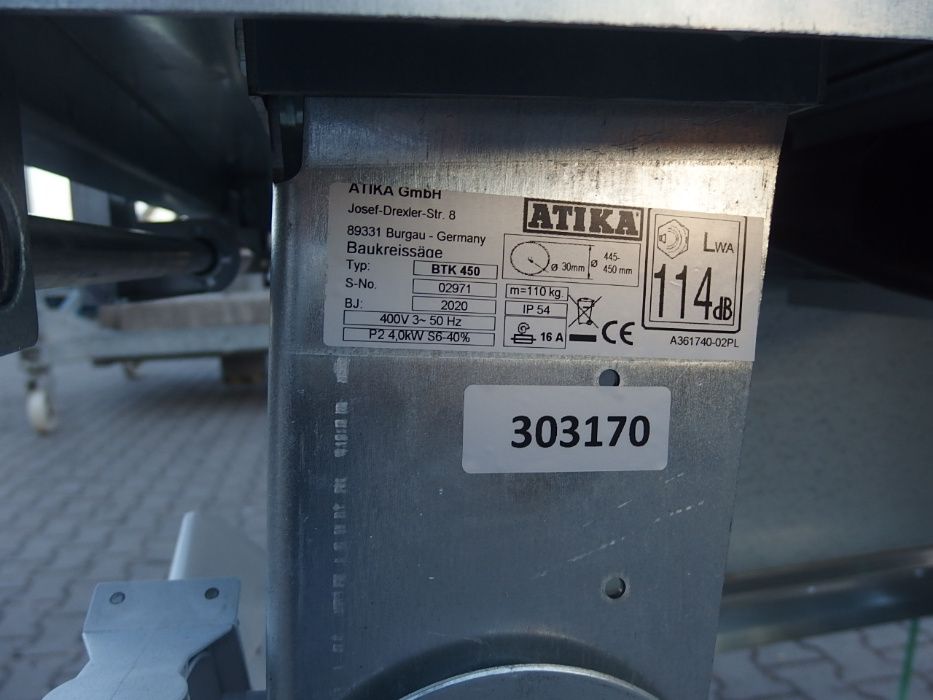 ATIKA GmbH
Josef-Drexler-Str. 8
89331 Burgau - Germany
Baukreissäge
Typ: BTK 450
S-No. 02971
BJ: 2020
400V 3~ 50 Hz
P2 4,0kW S6-40%
ATIKA
ø 30mm ø 445-
450 mm
m=110 kg.
IP 54
16 A
CE
LWA
114dB
A361740-02PL
303170